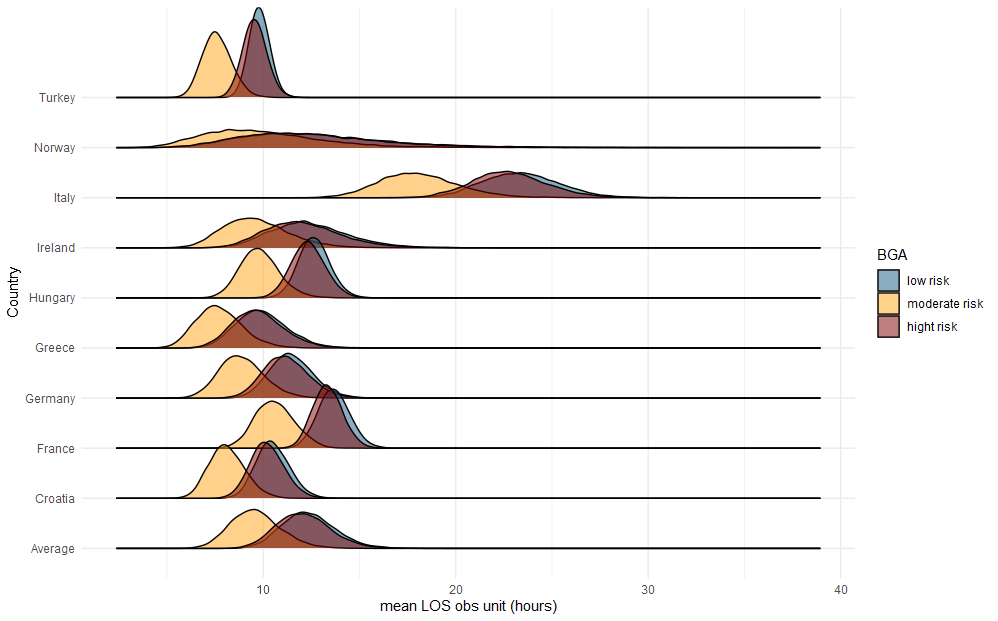 Country
Turkey
Norway
Italy
Ireland
Hungary
Greece
Germany
France
Croatia
Average
10 20 30 40
mean LOS obs unit (hours)
BGA
low risk
moderate risk
hight risk